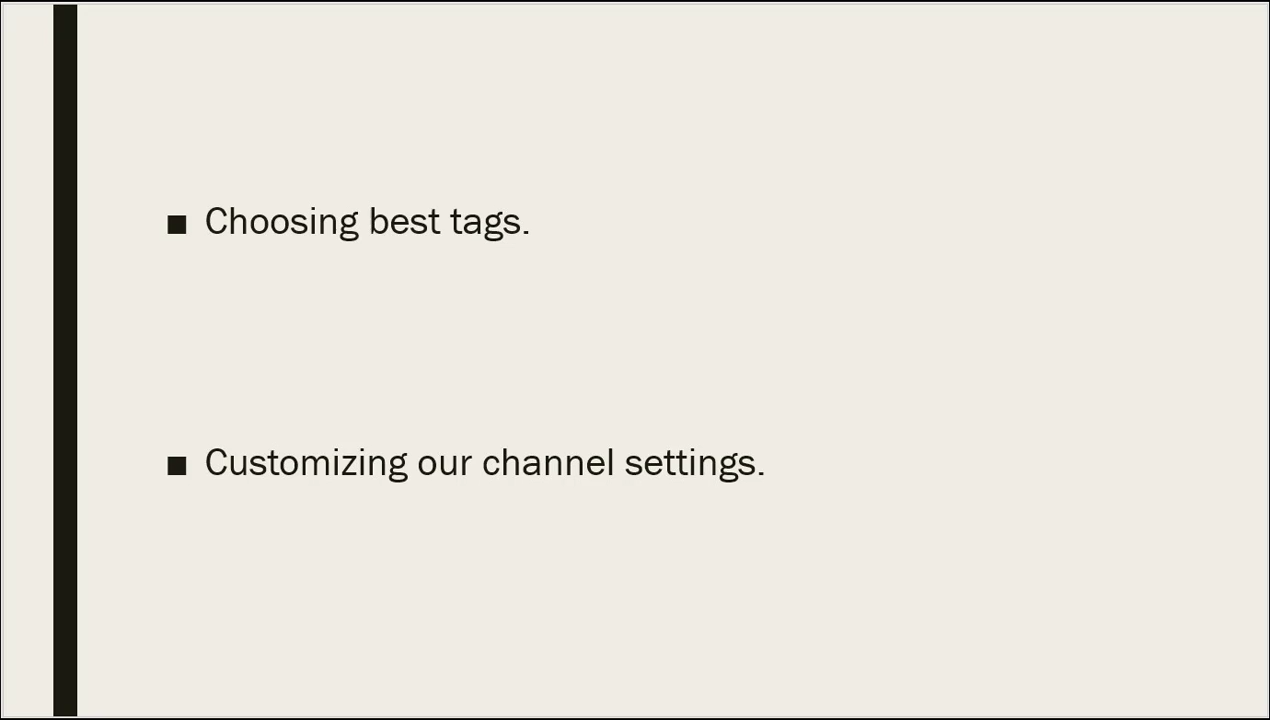 ■ Choosing best tags.
■ Customizing our channel settings.